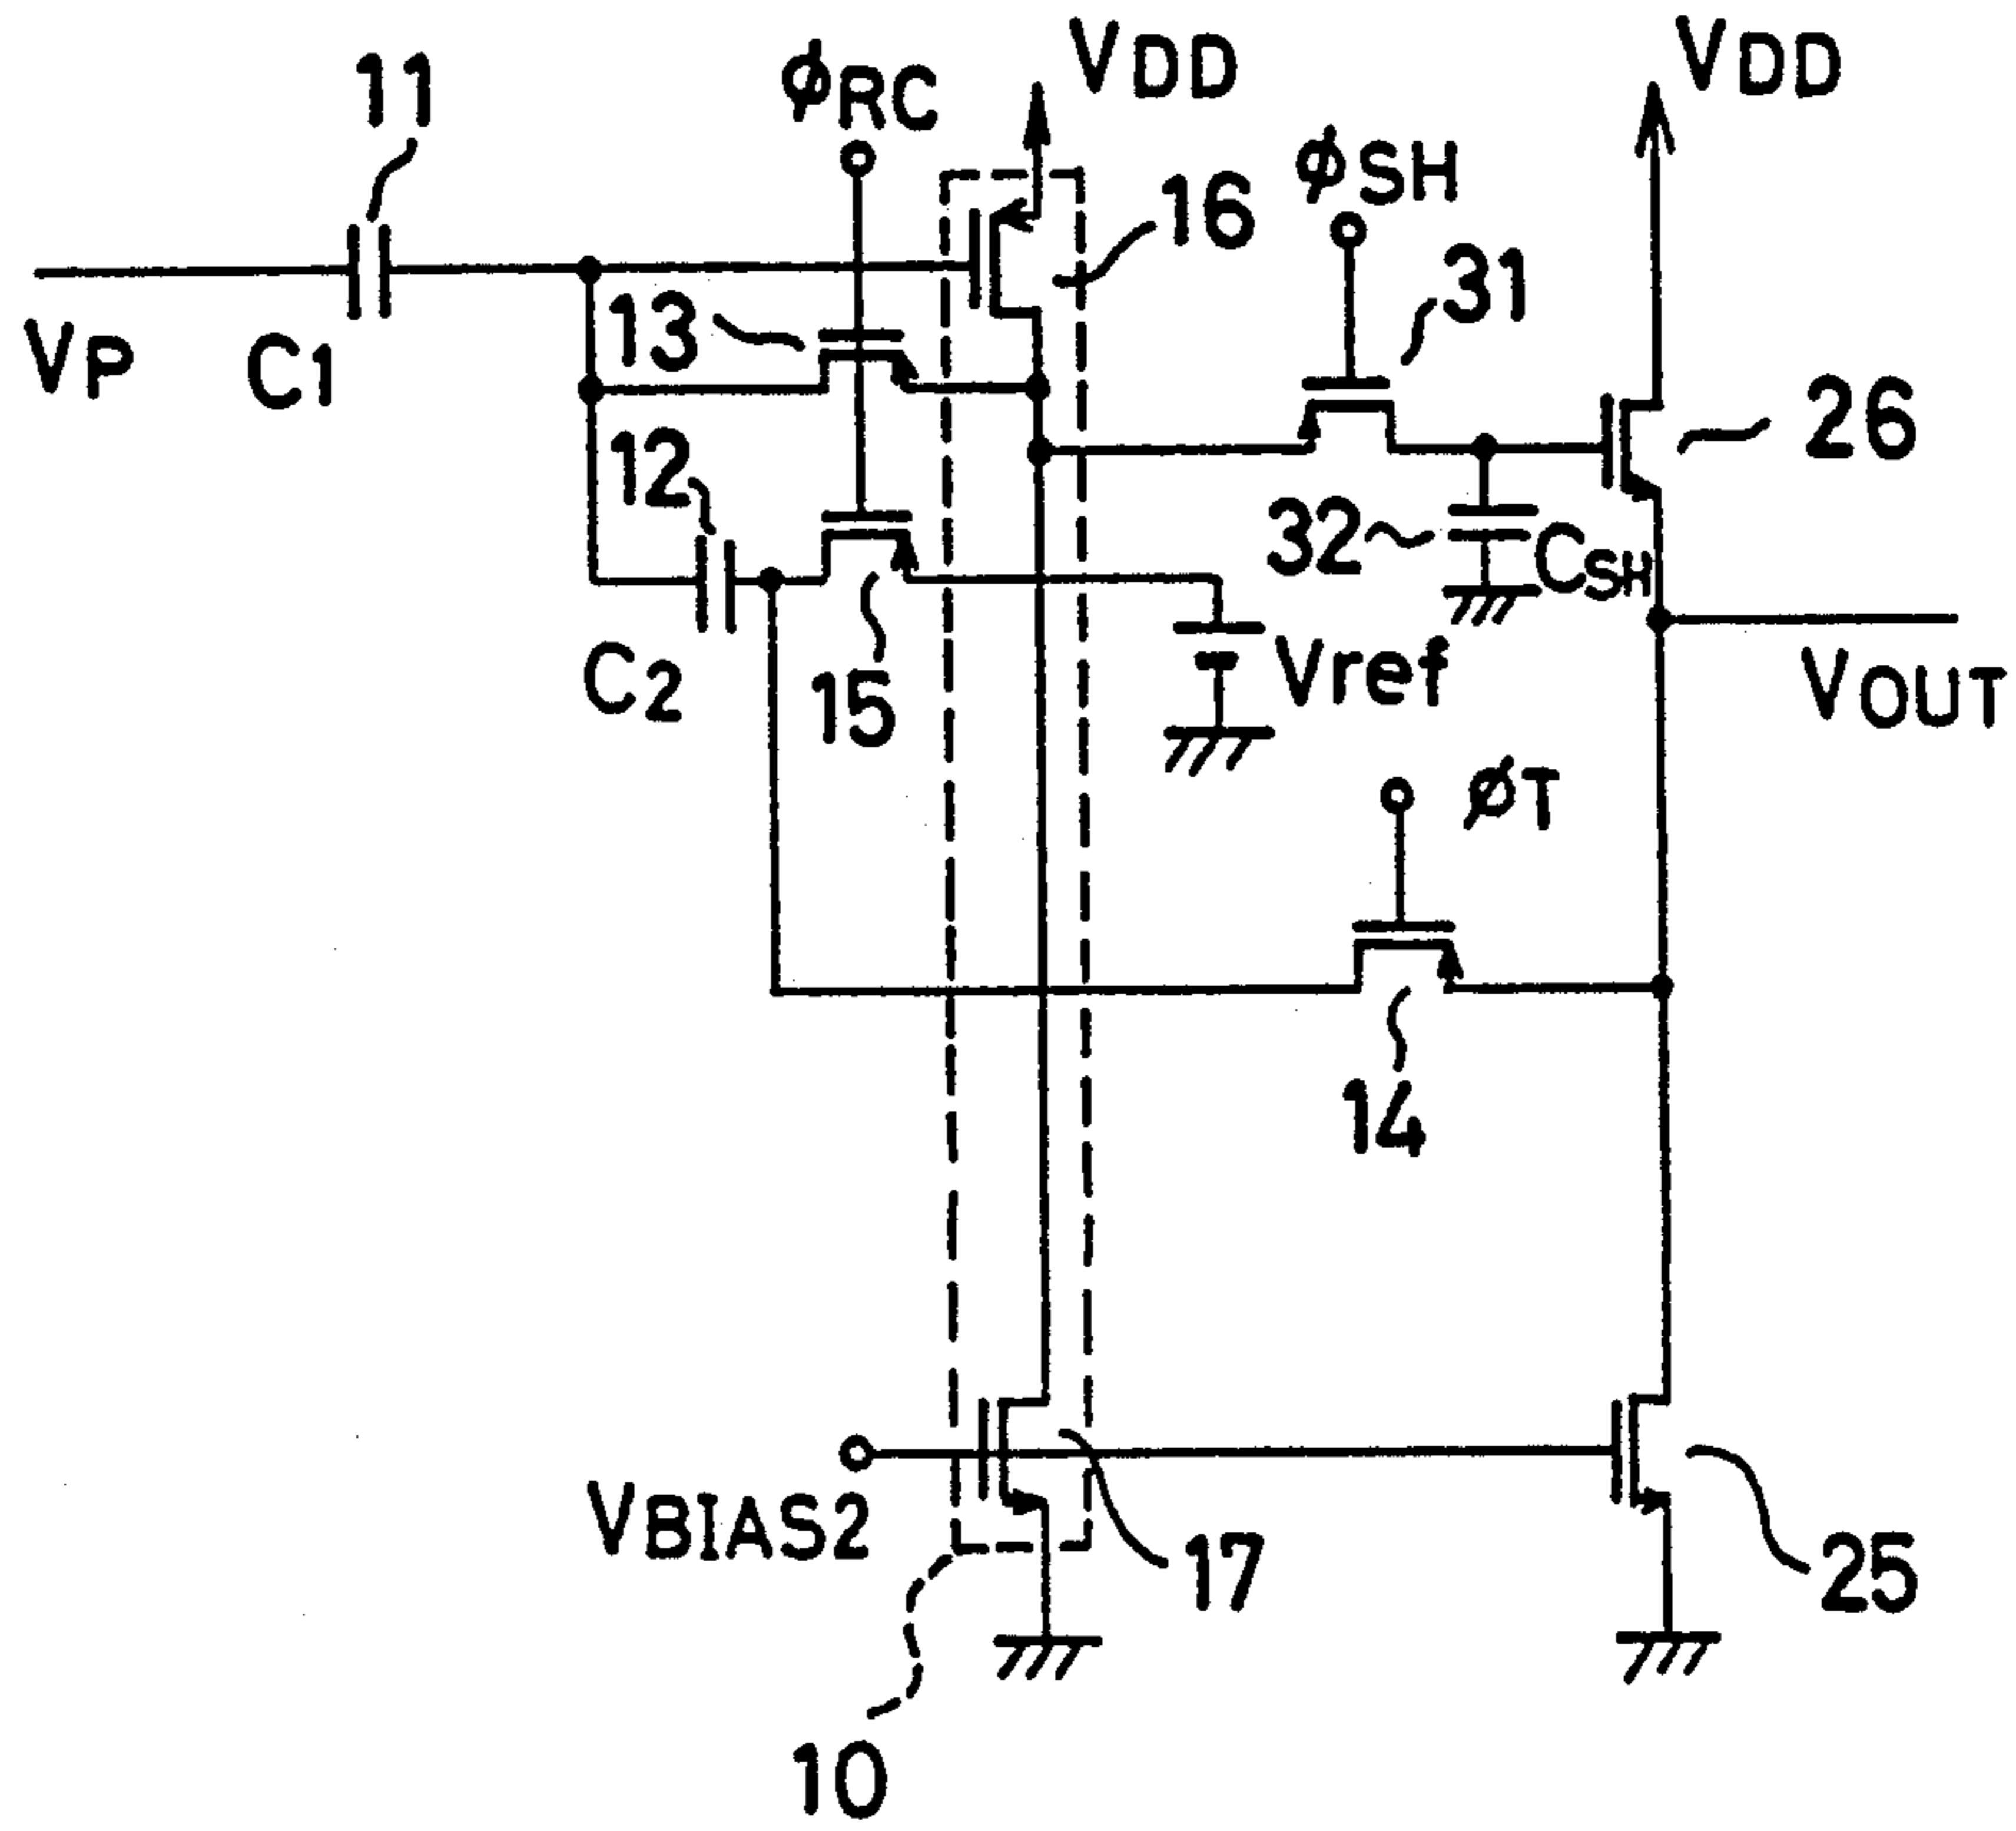 11
φRC
VDD
VDD
16
φSH
31
VP
C1
13
26
12
32
CSH
C2
15
Vref
VOUT
φT
14
VBIAS2
17
25
10